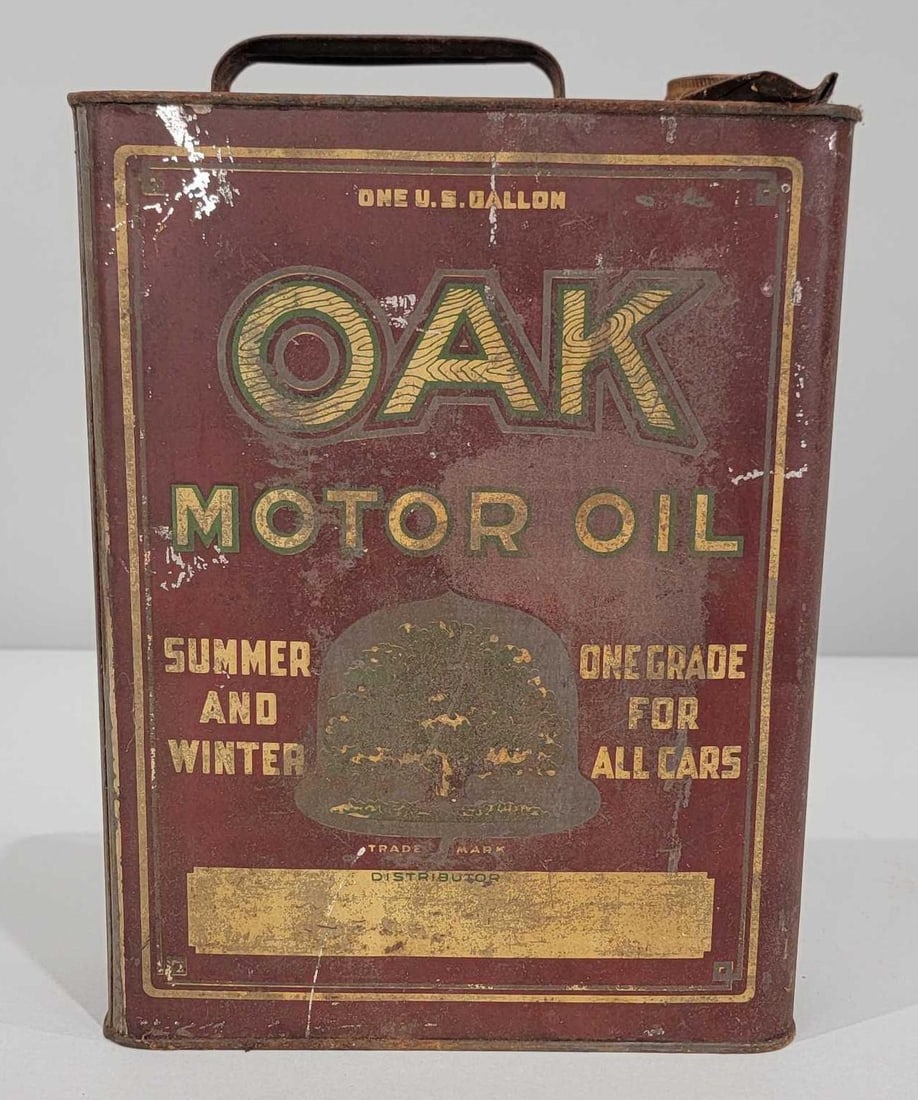 ONE U.S. GALLON
OAK
MOTOR OIL
SUMMER
AND
WINTER
ONE GRADE
FOR
ALL CARS
TRADE MARK
DISTRIBUTOR